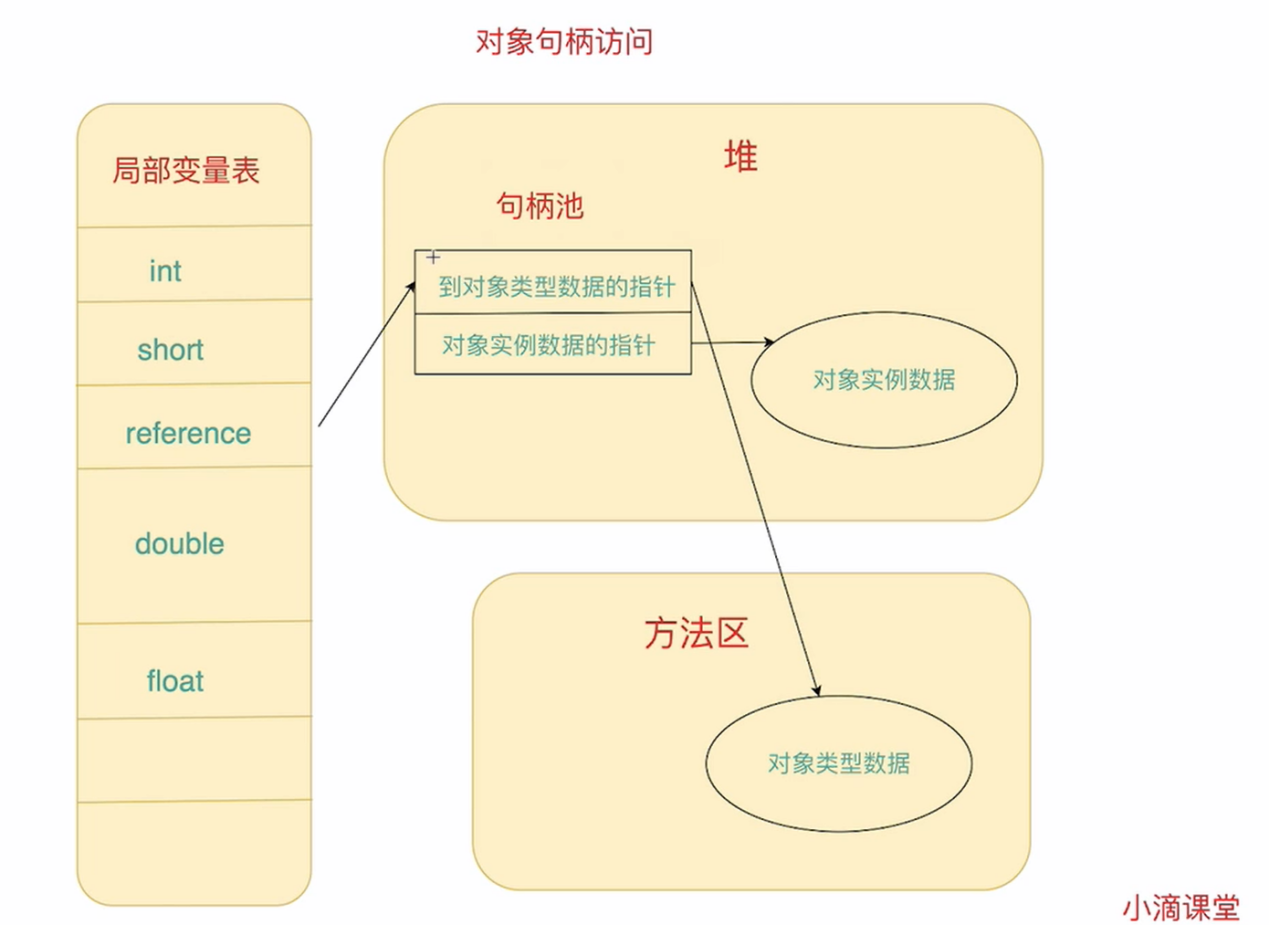 对象句柄访问
局部变量表
int
short
reference
double
float
堆
句柄池
到对象类型数据的指针
对象实例数据的指针
对象实例数据
方法区
对象类型数据
小滴课堂